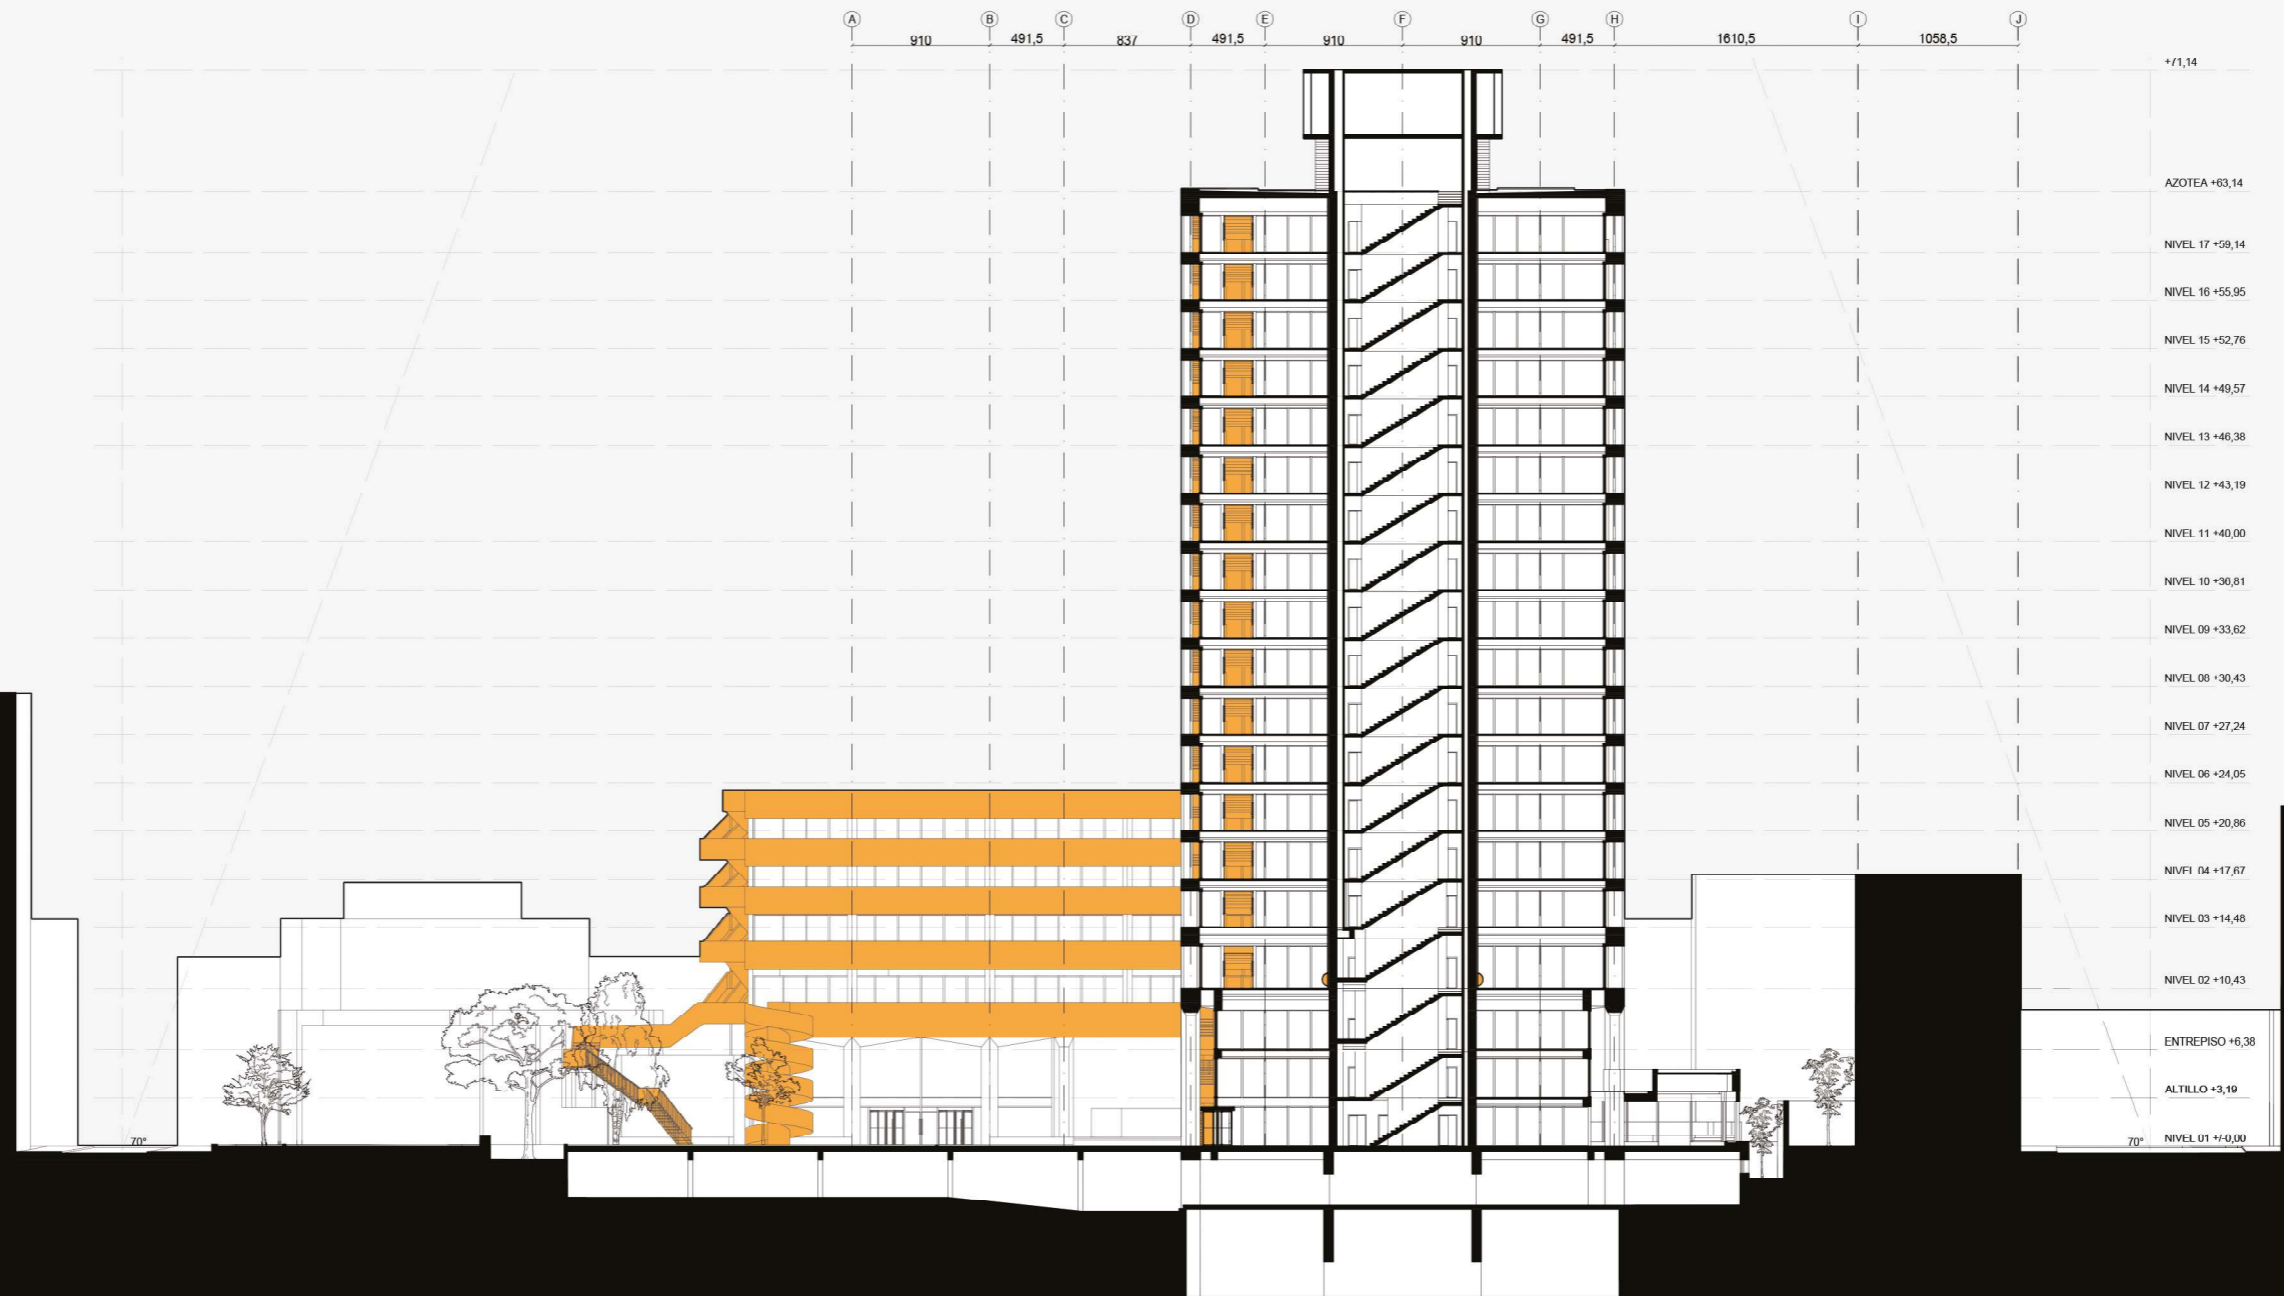 A B C D E F G H I J
910 491,5 837 491,5 910 910 491,5 1610,5 1058,5
+71,14
AZOTEA +63,14
NIVEL 17 +59,14
NIVEL 16 +55,95
NIVEL 15 +52,76
NIVEL 14 +49,57
NIVEL 13 +46,38
NIVEL 12 +43,19
NIVEL 11 +40,00
NIVEL 10 +36,81
NIVEL 09 +33,62
NIVEL 08 +30,43
NIVEL 07 +27,24
NIVEL 06 +24,05
NIVEL 05 +20,86
NIVEL 04 +17,67
NIVEL 03 +14,48
NIVEL 02 +10,43
ENTREPISO +6,38
ALTILLO +3,19
70° 70° NIVEL 01 +/-0,00